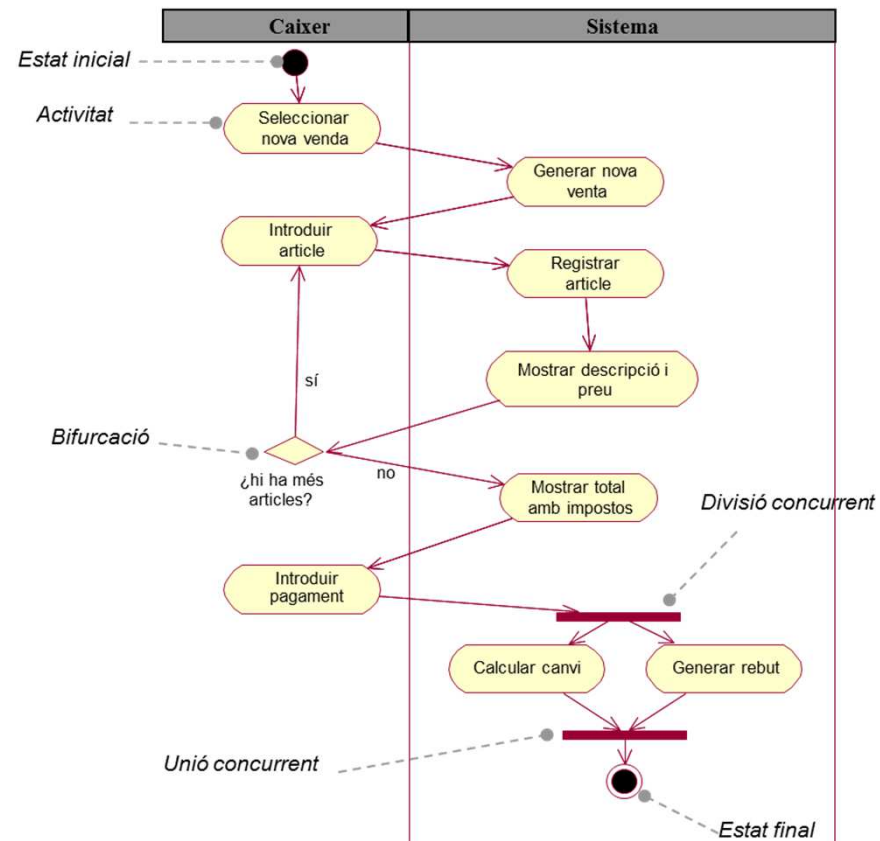 Caixer
Sistema
Estat inicial
Activitat
Seleccionar
nova venda
Generar nova
venta
Introduir
article
Registrar
article
Mostrar descripció i
preu
sí
Bifurcació
¿hi ha més
articles?
no
Mostrar total
amb impostos
Divisió concurrent
Introduir
pagament
Calcular canvi
Generar rebut
Unió concurrent
Estat final